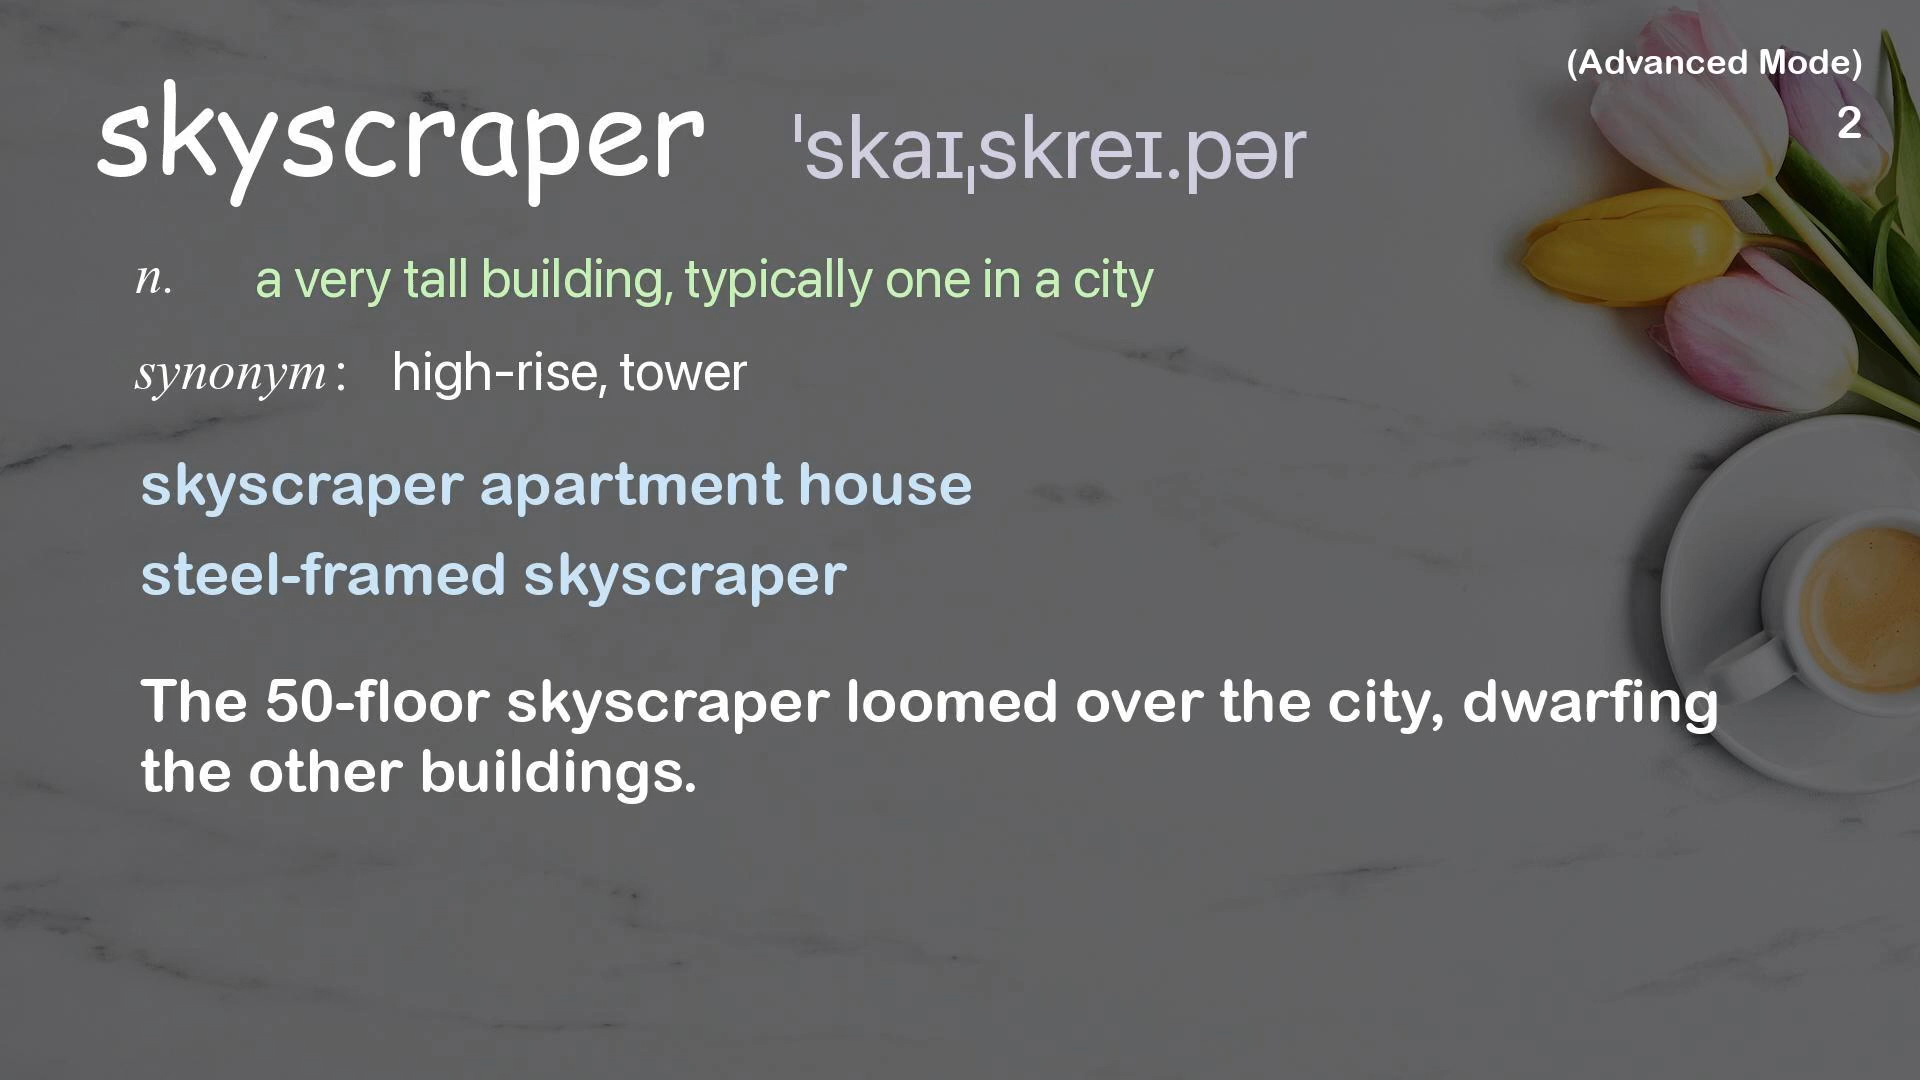 (Advanced Mode)
skyscraper ˈskaɪˌskreɪ.pər
2
n. a very tall building, typically one in a city
synonym: high-rise, tower
skyscraper apartment house
steel-framed skyscraper
The 50-floor skyscraper loomed over the city, dwarfing
the other buildings.